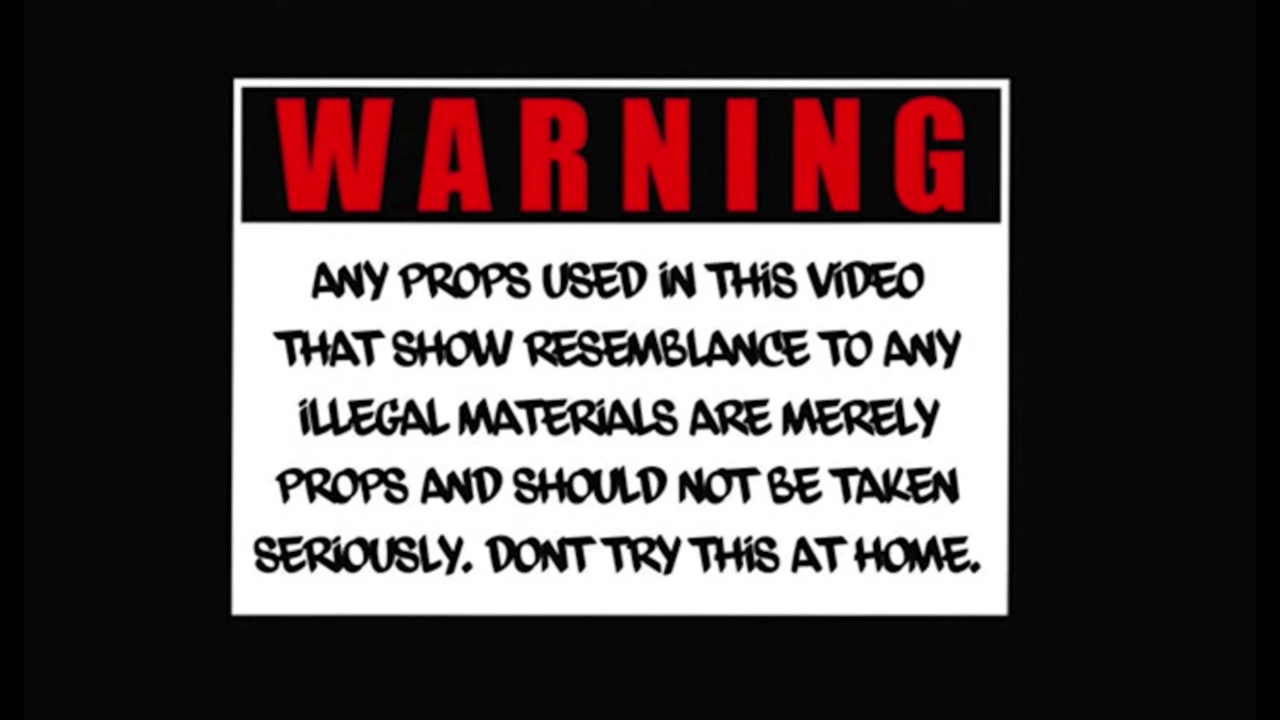 WARNING
ANY PROPS USED iN THiS ViDEO
THAT SHOW RESEMBLANCE TO ANY
iLLEGAL MATERiALS ARE MERELY
PROPS AND SHOULD NOT BE TAKEN
SERiOUSLY. DONT TRY THiS AT HOME.